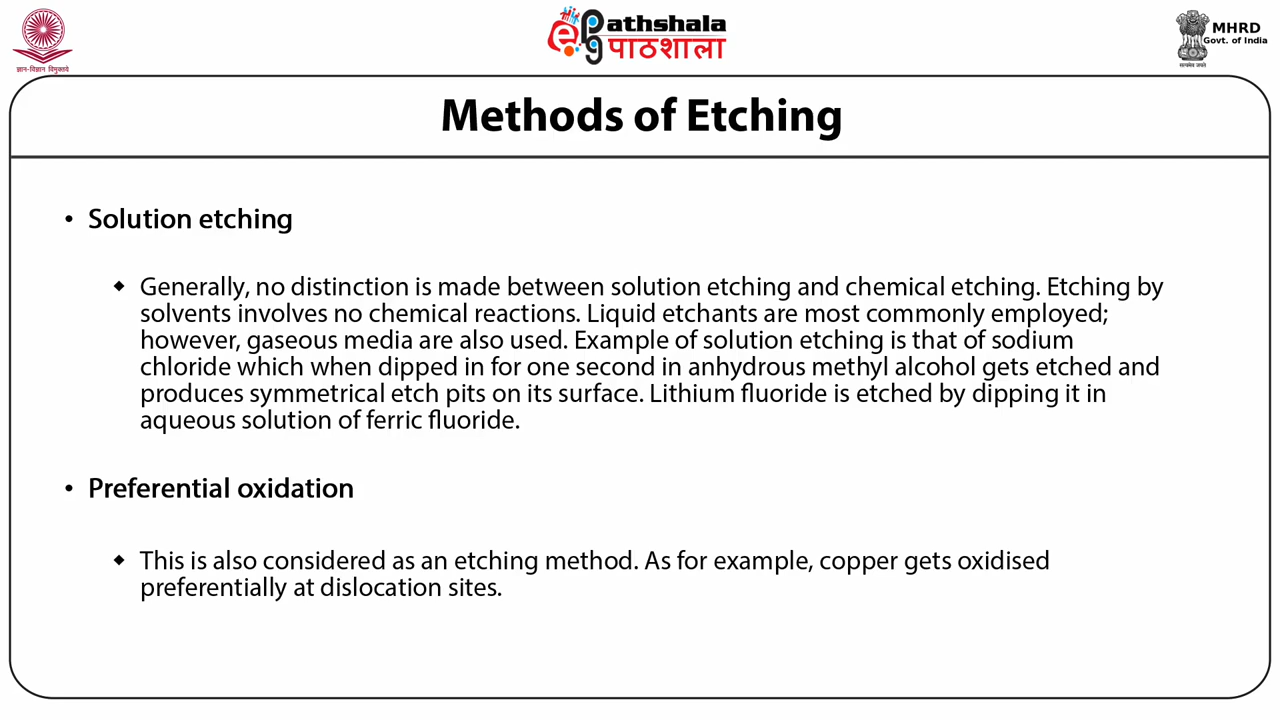 ज्ञान-विज्ञान विमुक्तये
athshala
पाठशाला
MHRD
Govt. of India
सत्यमेव जयते
Methods of Etching
• Solution etching
Generally, no distinction is made between solution etching and chemical etching. Etching by
solvents involves no chemical reactions. Liquid etchants are most commonly employed;
however, gaseous media are also used. Example of solution etching is that of sodium
chloride which when dipped in for one second in anhydrous methyl alcohol gets etched and
produces symmetrical etch pits on its surface. Lithium fluoride is etched by dipping it in
aqueous solution of ferric fluoride.
• Preferential oxidation
This is also considered as an etching method. As for example, copper gets oxidised
preferentially at dislocation sites.